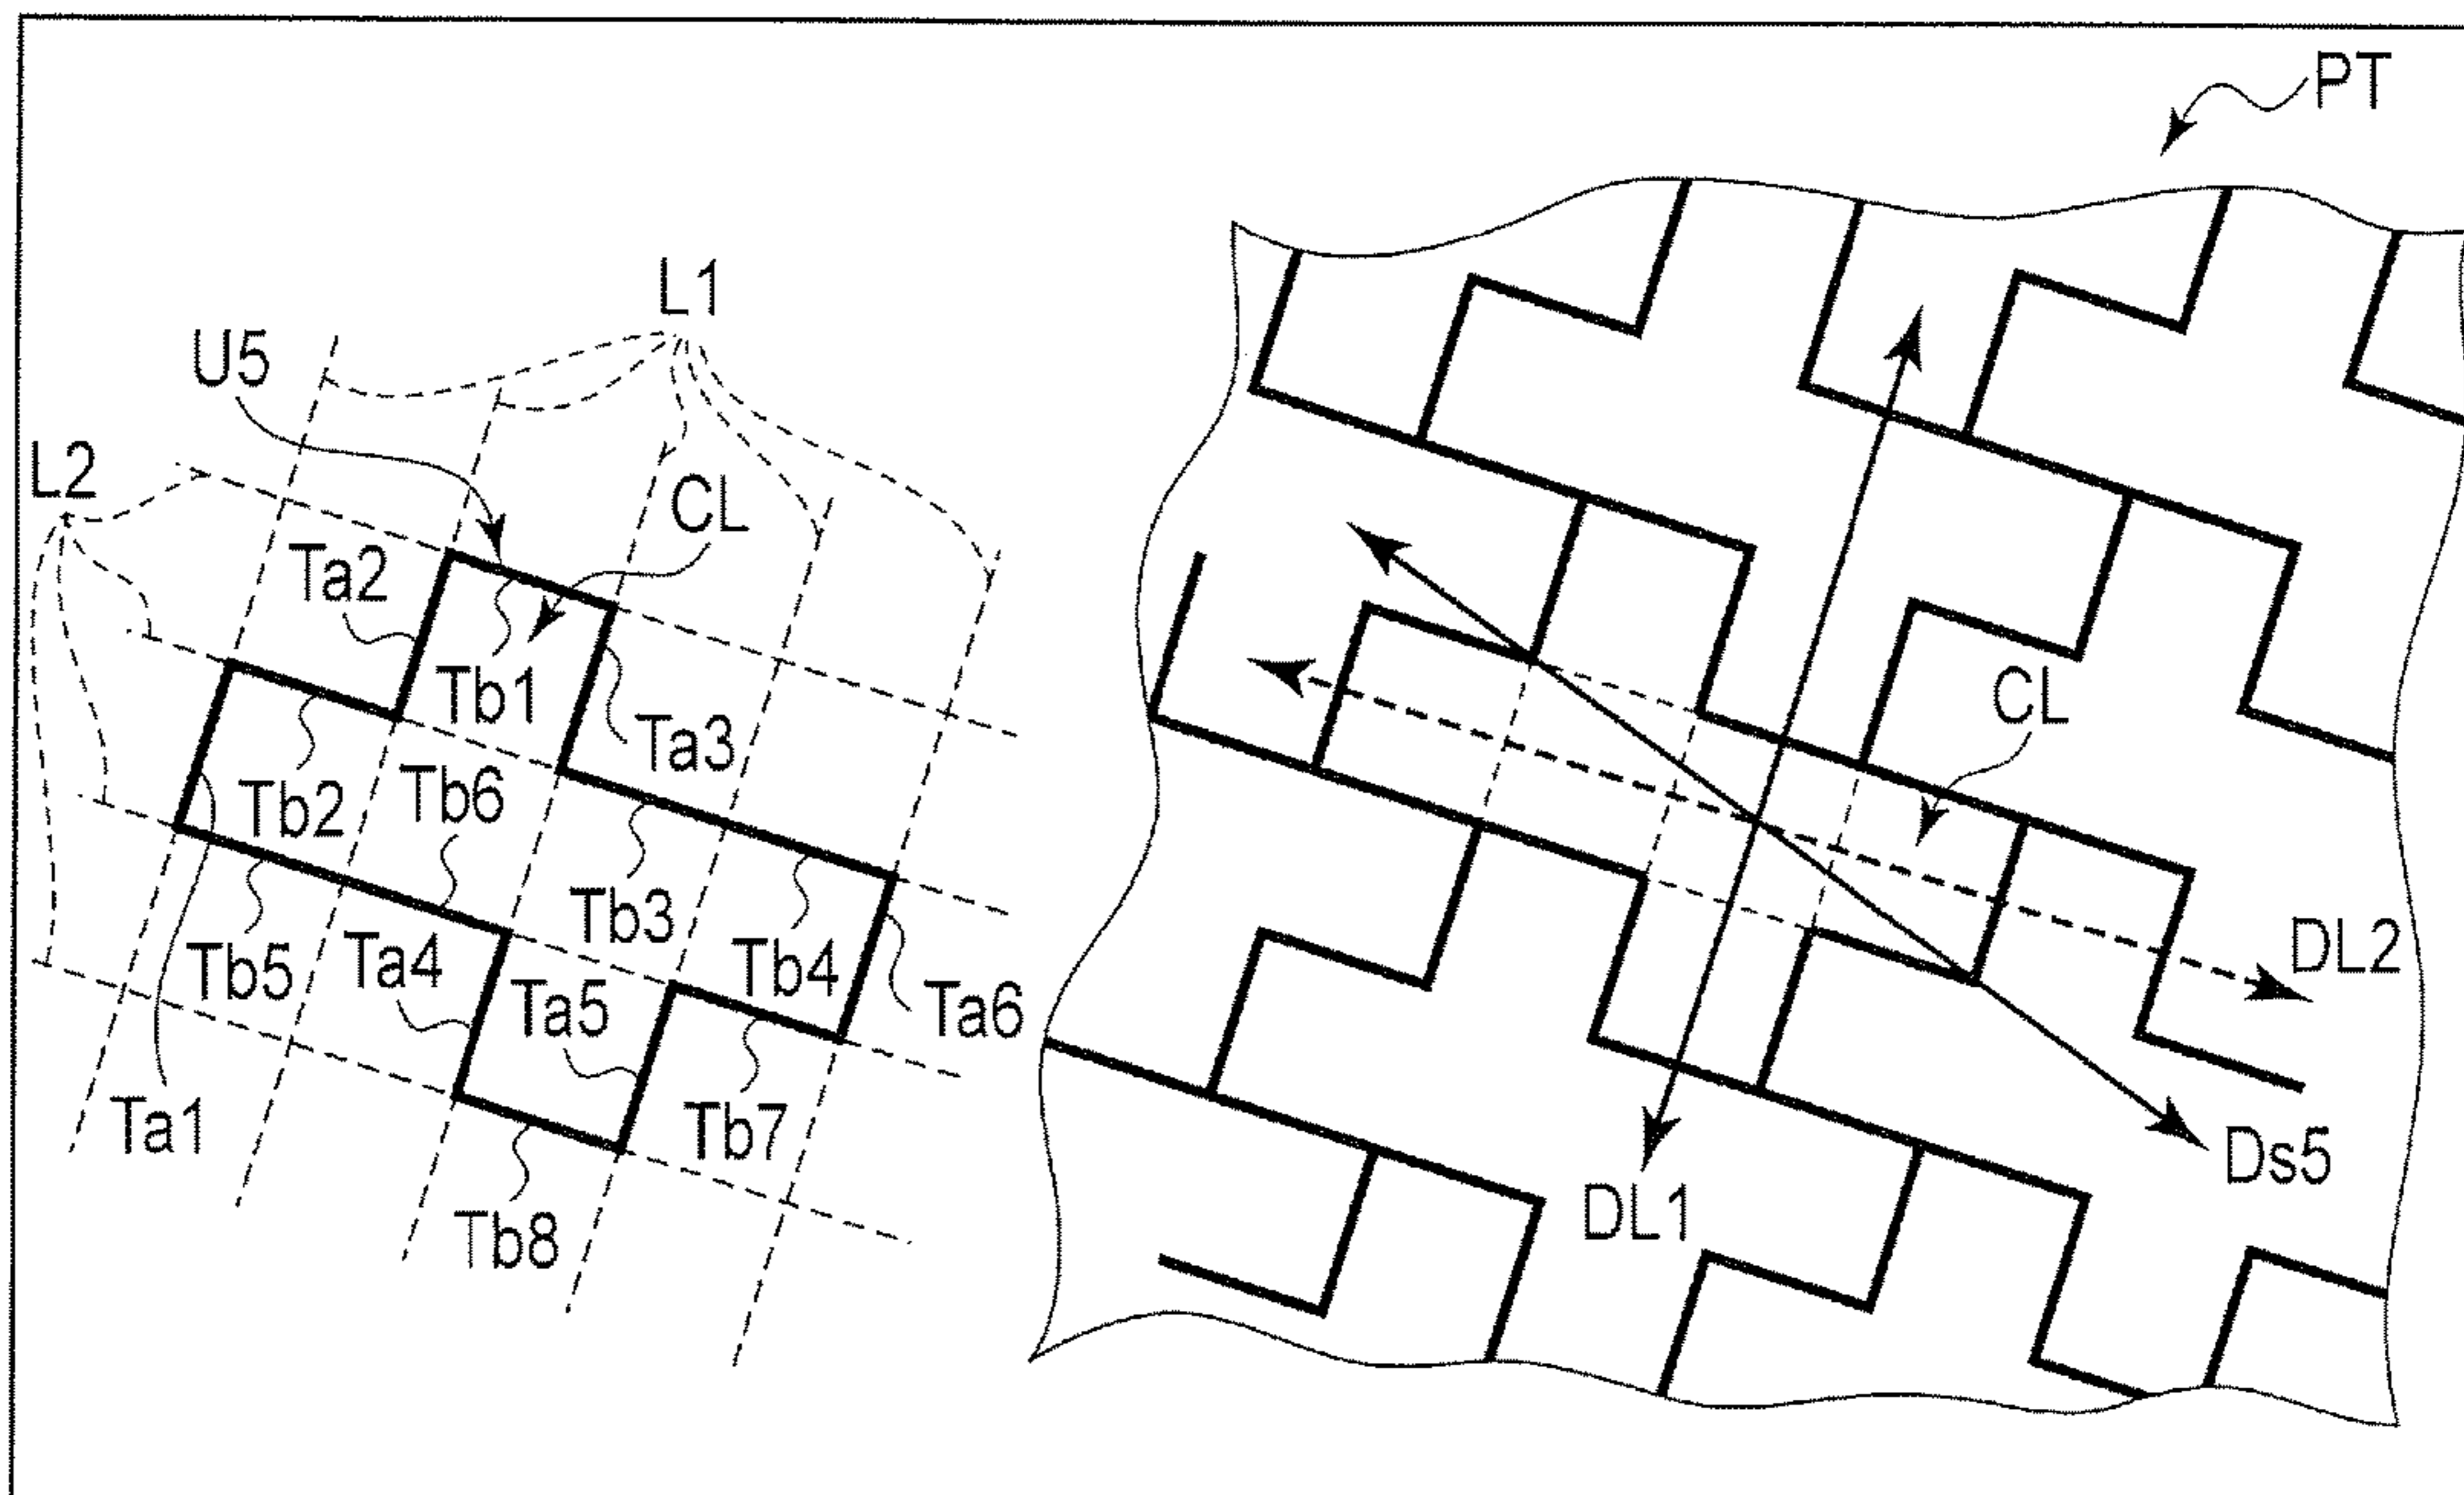 PT
L1
U5
L2
CL
Ta2
Tb1
Ta3
Tb2
Tb6
CL
Tb3
Tb4
Ta6
Tb5
Ta4
Ta5
DL2
Ta1
Tb7
Ds5
DL1
Tb8